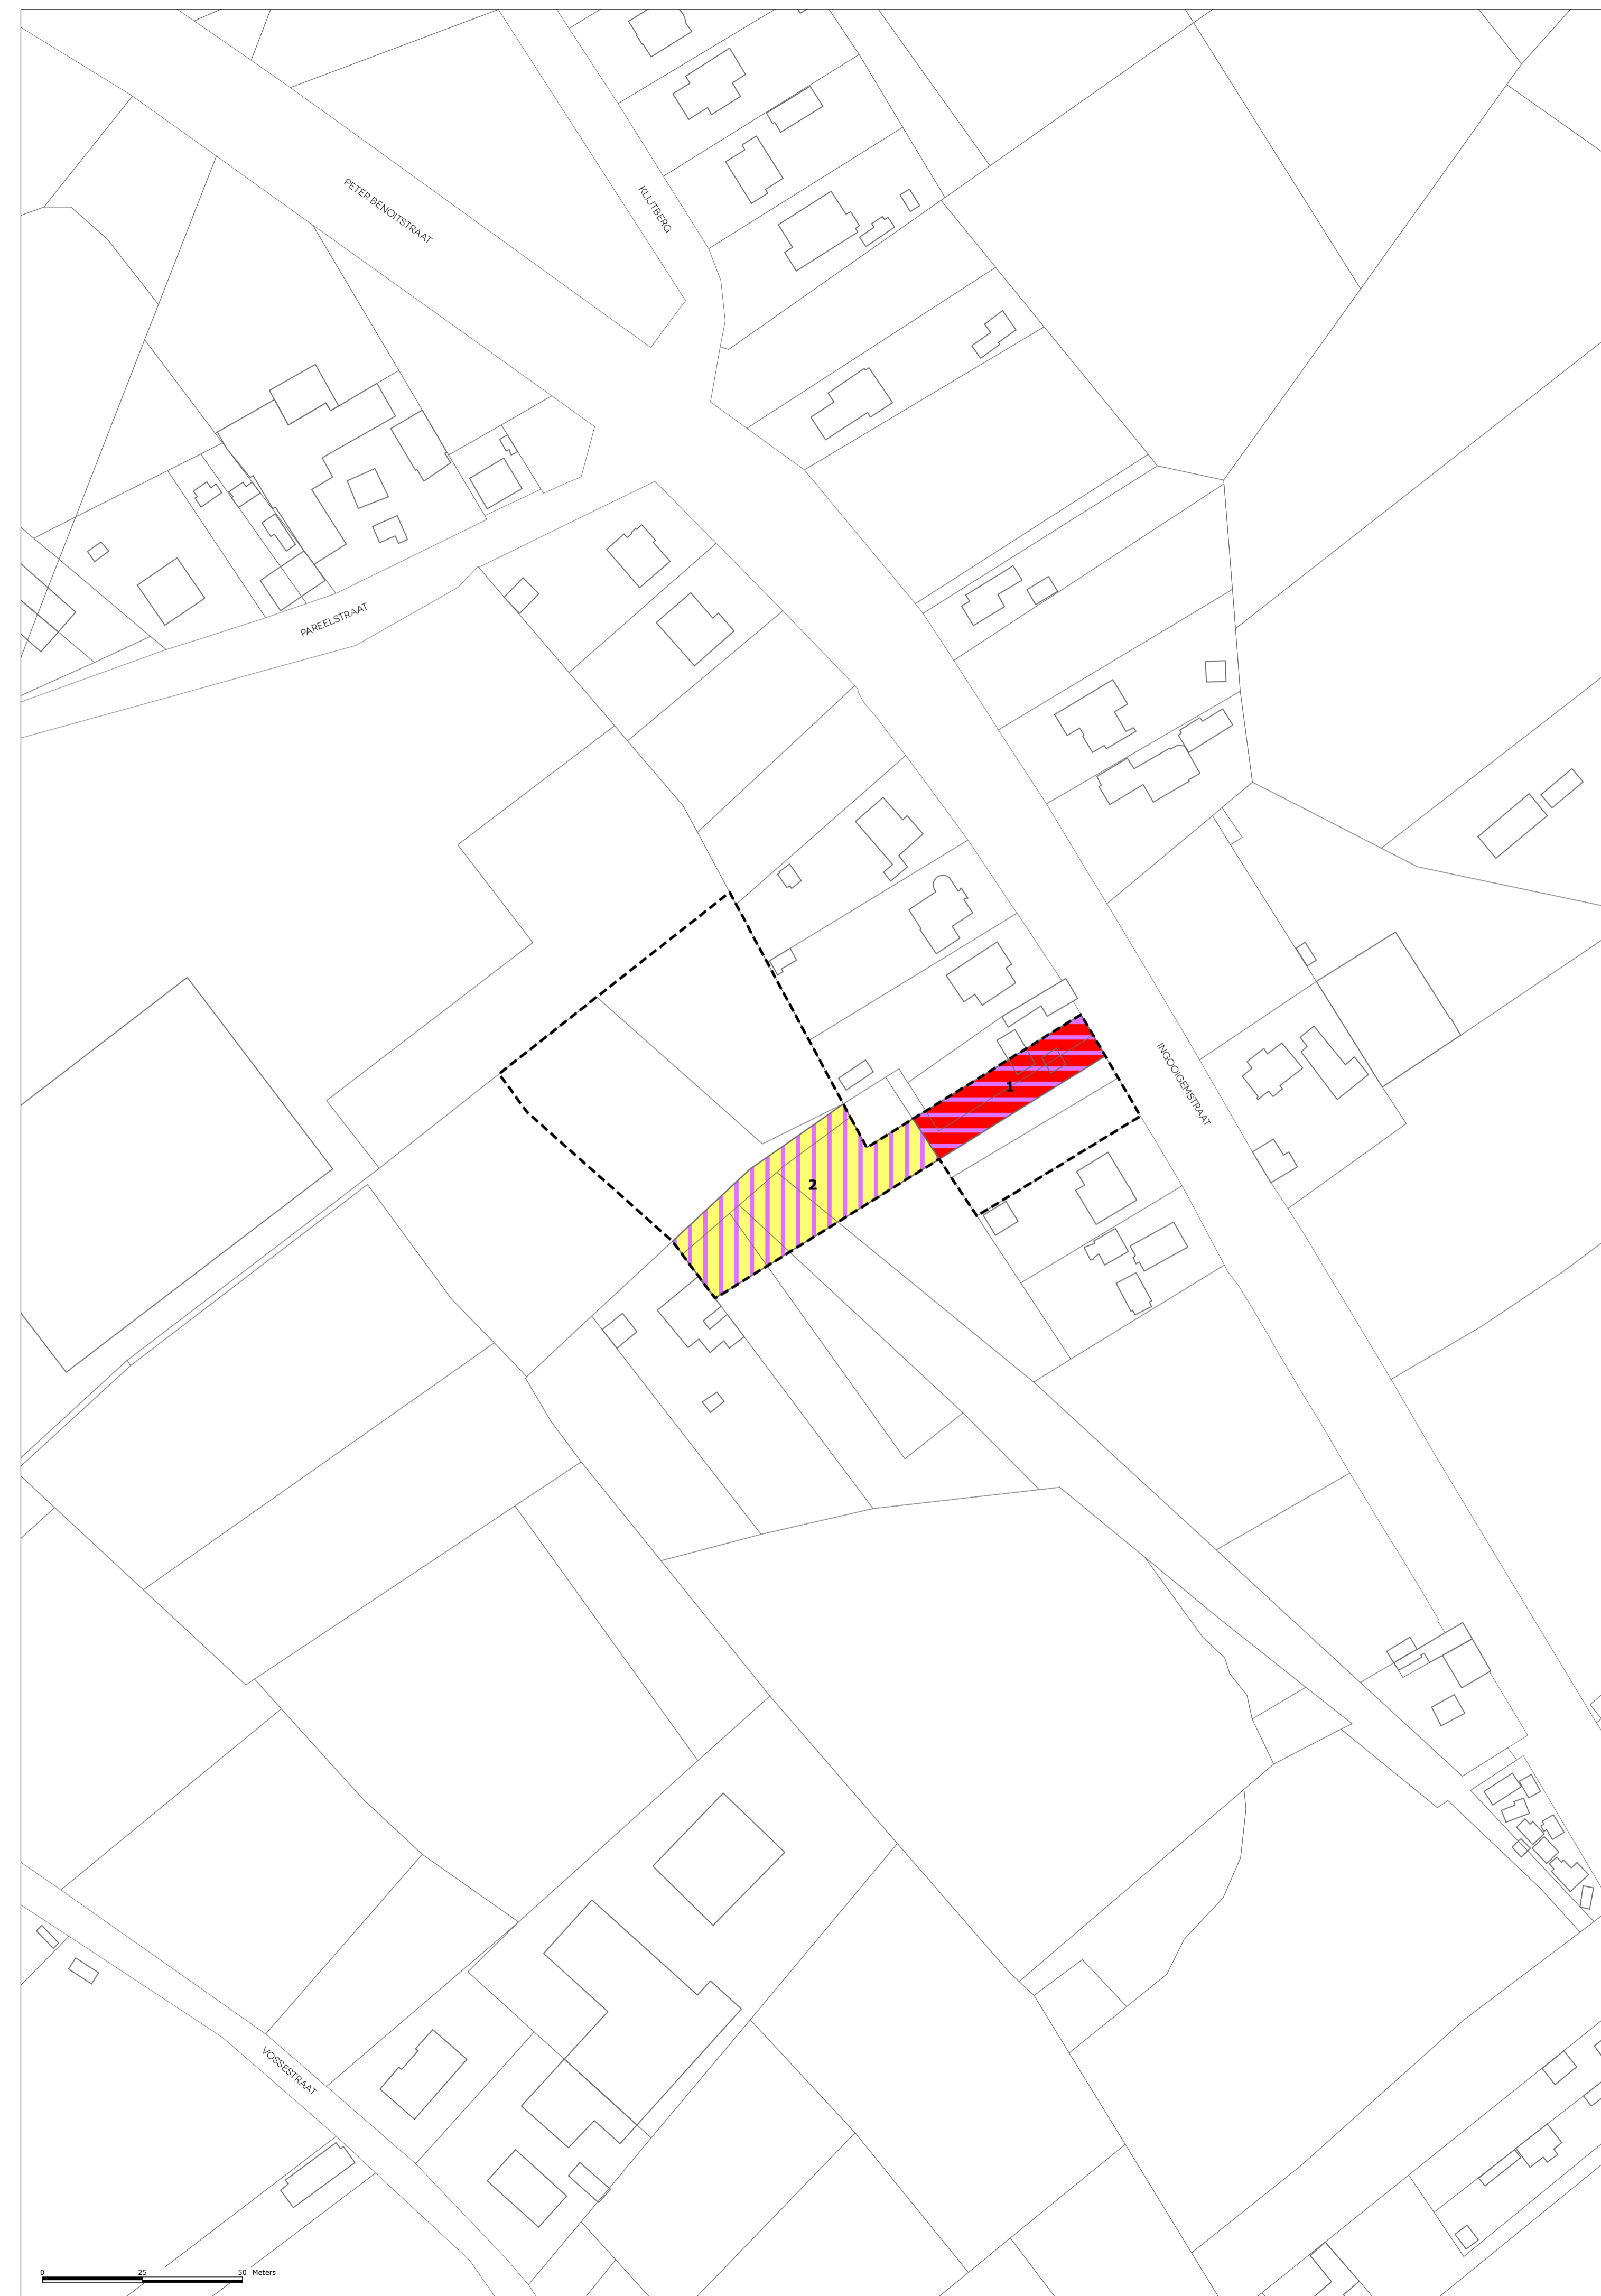 PETER BENOITSTRAAT
KLIJTBERG
PAREELSTRAAT
INGOOIGEMSTRAAT
1
2
VOSSESTRAAT
0 25 50 Meters